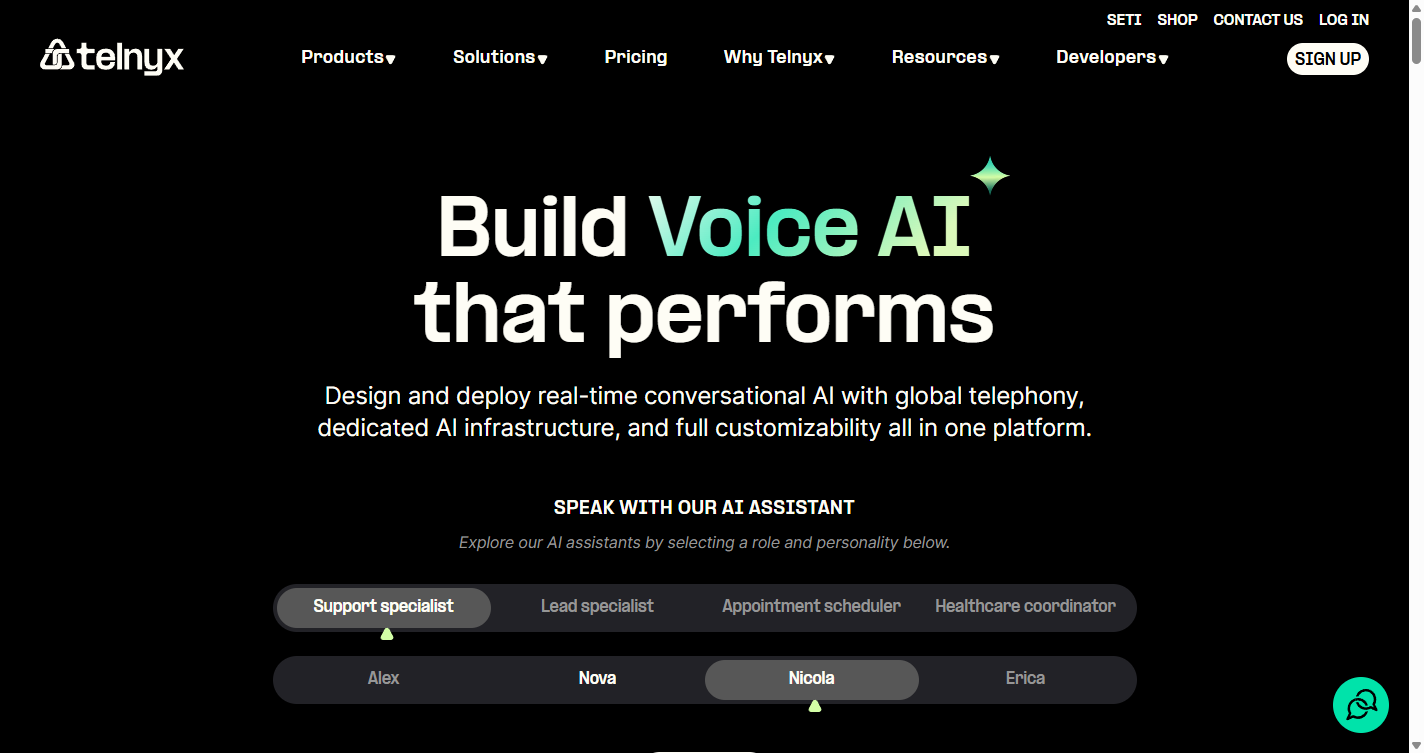 SETI SHOP CONTACT US LOG IN
telnyx Products Solutions Pricing Why Telnyx Resources Developers SIGN UP
Build Voice AI
that performs
Design and deploy real-time conversational AI with global telephony,
dedicated AI infrastructure, and full customizability all in one platform.
SPEAK WITH OUR AI ASSISTANT
Explore our AI assistants by selecting a role and personality below.
Support specialist Lead specialist Appointment scheduler Healthcare coordinator
Alex Nova Nicola Erica